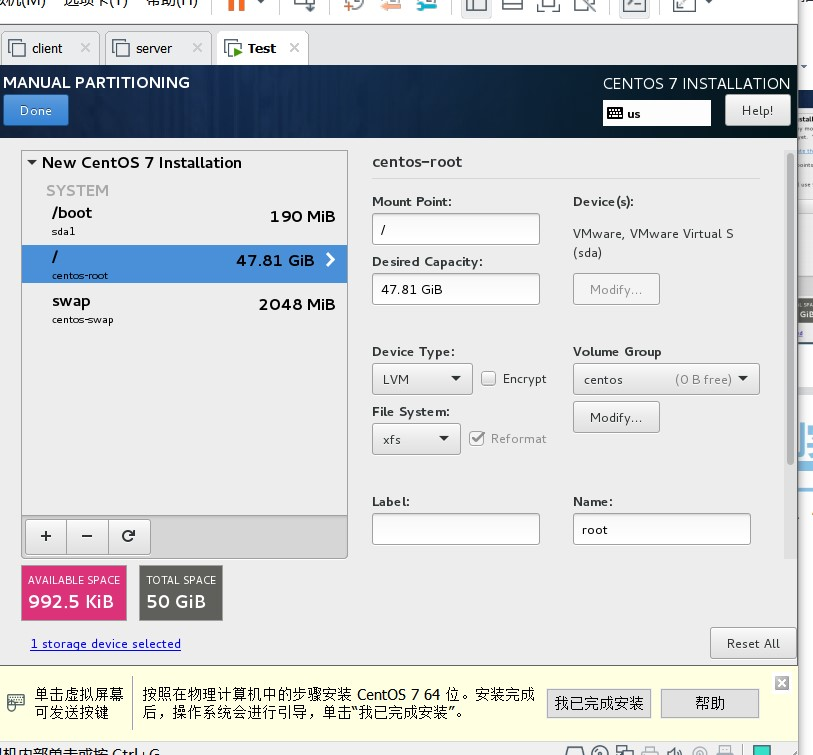 选项卡(T) 帮助(H)
client server Test
MANUAL PARTITIONING
CENTOS 7 INSTALLATION
Done
us
Help!
New CentOS 7 Installation
SYSTEM
/boot
190 MiB
sda1
/
47.81 GiB
centos-root
swap
2048 MiB
centos-swap
centos-root
Mount Point:
/
Desired Capacity:
47.81 GiB
Device(s):
VMware, VMware Virtual S
(sda)
Modify...
Device Type:
LVM
Encrypt
File System:
xfs
Reformat
Volume Group
centos (0 B free)
Modify...
Label:
Name:
root
+ −
AVAILABLE SPACE
992.5 KiB
TOTAL SPACE
50 GiB
1 storage device selected
Reset All
单击虚拟屏幕
可发送按键
按照在物理计算机中的步骤安装 CentOS 7 64 位。安装完成
后，操作系统会进行引导，单击“我已完成安装”。
我已完成安装
帮助
机内部单击或按 Ctrl+G